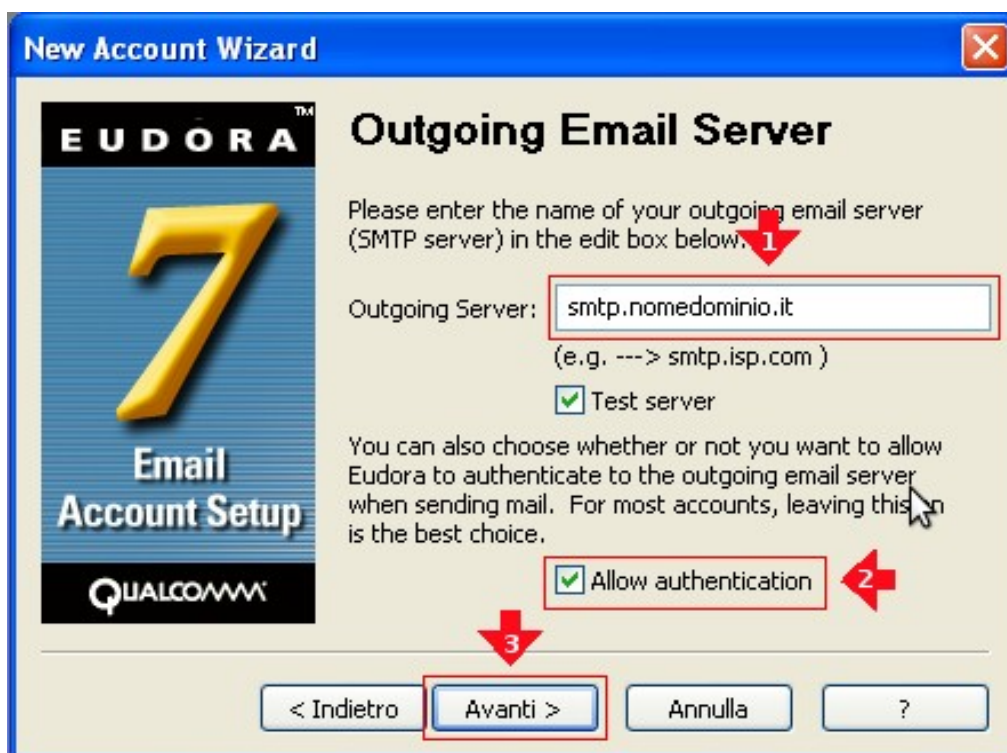 New Account Wizard
EUDORA™
7
Email
Account Setup
QUALCOMM
Outgoing Email Server
Please enter the name of your outgoing email server
(SMTP server) in the edit box below.
1
Outgoing Server: smtp.nomedominio.it
(e.g. ---> smtp.isp.com )
Test server
You can also choose whether or not you want to allow
Eudora to authenticate to the outgoing email server
when sending mail. For most accounts, leaving this on
is the best choice.
Allow authentication 2
3
< Indietro Avanti > Annulla ?